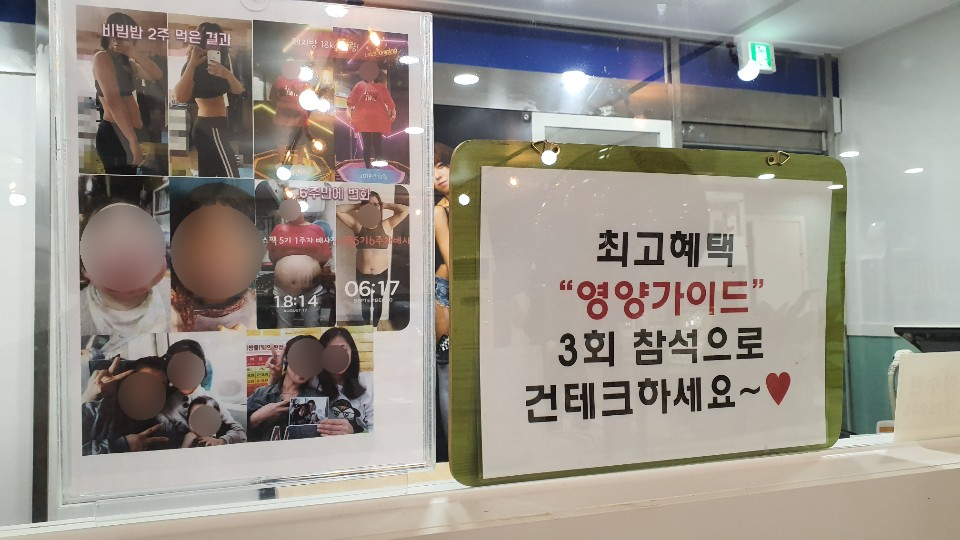 비빔밥 2주 먹은 결과
6주만에 변화
18:14
AUGUST 17
06:17
최고혜택
“영양가이드”
3회 참석으로
건테크하세요~♥